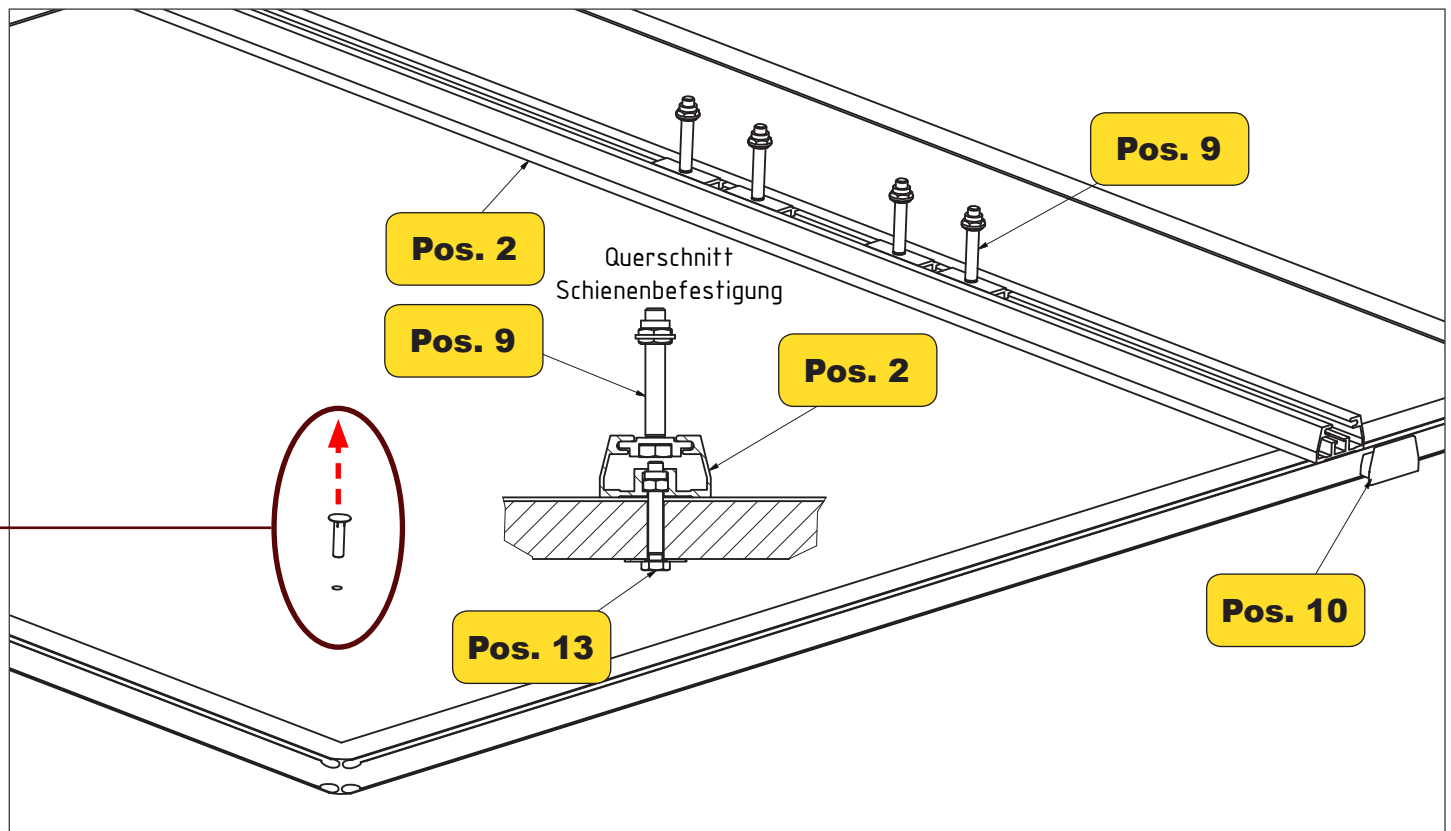 Pos. 9
Pos. 2
Querschnitt
Schienenbefestigung
Pos. 9
Pos. 2
Pos. 10
Pos. 13